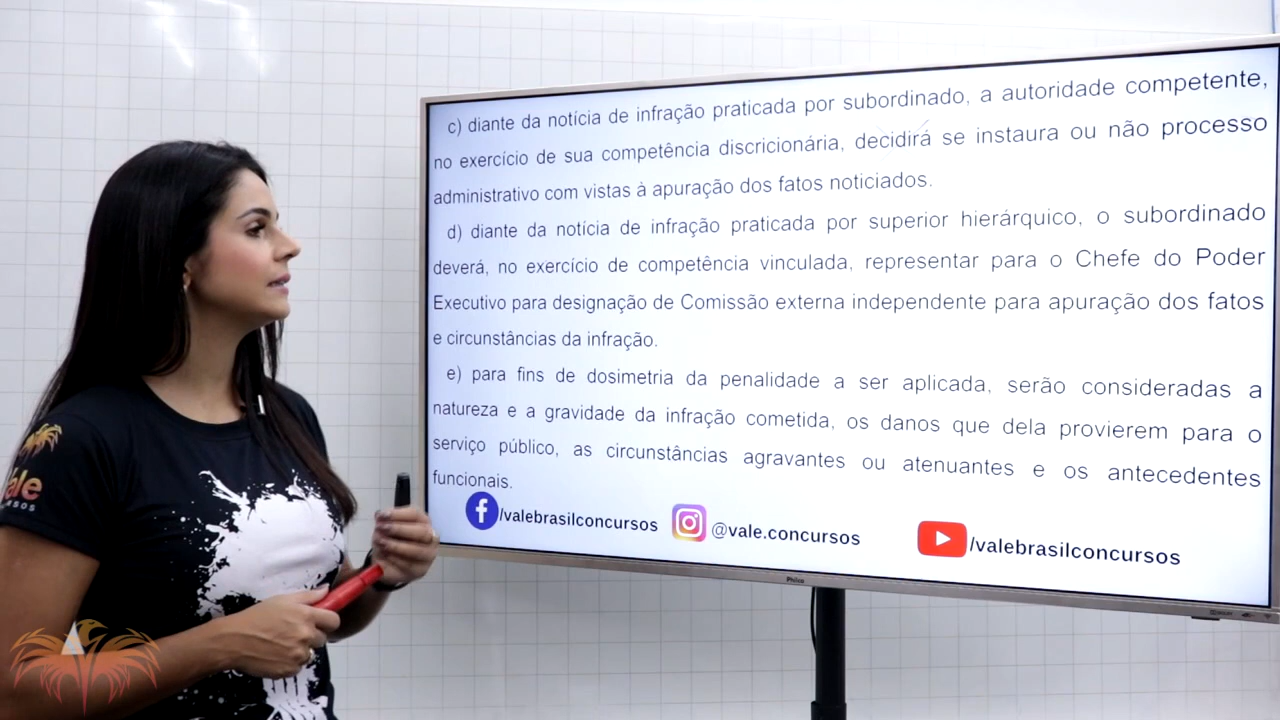 c) diante da notícia de infração praticada por subordinado, a autoridade competente,
no exercício de sua competência discricionária, decidirá se instaura ou não processo
administrativo com vistas à apuração dos fatos noticiados.
d) diante da notícia de infração praticada por superior hierárquico, o subordinado
deverá, no exercício de competência vinculada, representar para o Chefe do Poder
Executivo para designação de Comissão externa independente para apuração dos fatos
e circunstâncias da infração.
e) para fins de dosimetria da penalidade a ser aplicada, serão consideradas a
natureza e a gravidade da infração cometida, os danos que dela provierem para o
serviço público, as circunstâncias agravantes ou atenuantes e os antecedentes
funcionais.
/valebrasilconcursos @vale.concursos /valebrasilconcursos
Philco